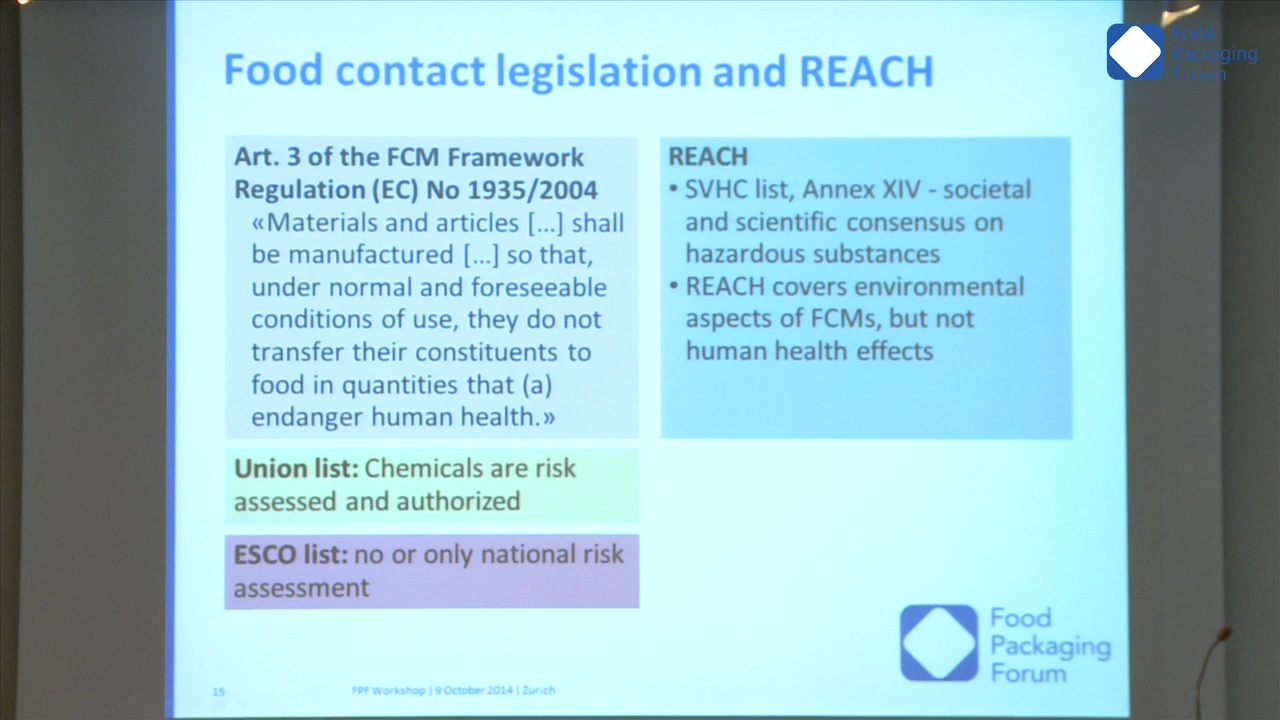 Food contact legislation and REACH
Food
Packaging
Forum
Art. 3 of the FCM Framework
Regulation (EC) No 1935/2004
«Materials and articles [...] shall
be manufactured [...] so that,
under normal and foreseeable
conditions of use, they do not
transfer their constituents to
food in quantities that (a)
endanger human health.»
Union list: Chemicals are risk
assessed and authorized
ESCO list: no or only national risk
assessment
REACH
• SVHC list, Annex XIV - societal
and scientific consensus on
hazardous substances
• REACH covers environmental
aspects of FCMs, but not
human health effects
Food
Packaging
Forum
15
FPF Workshop | 9 October 2014 | Zurich